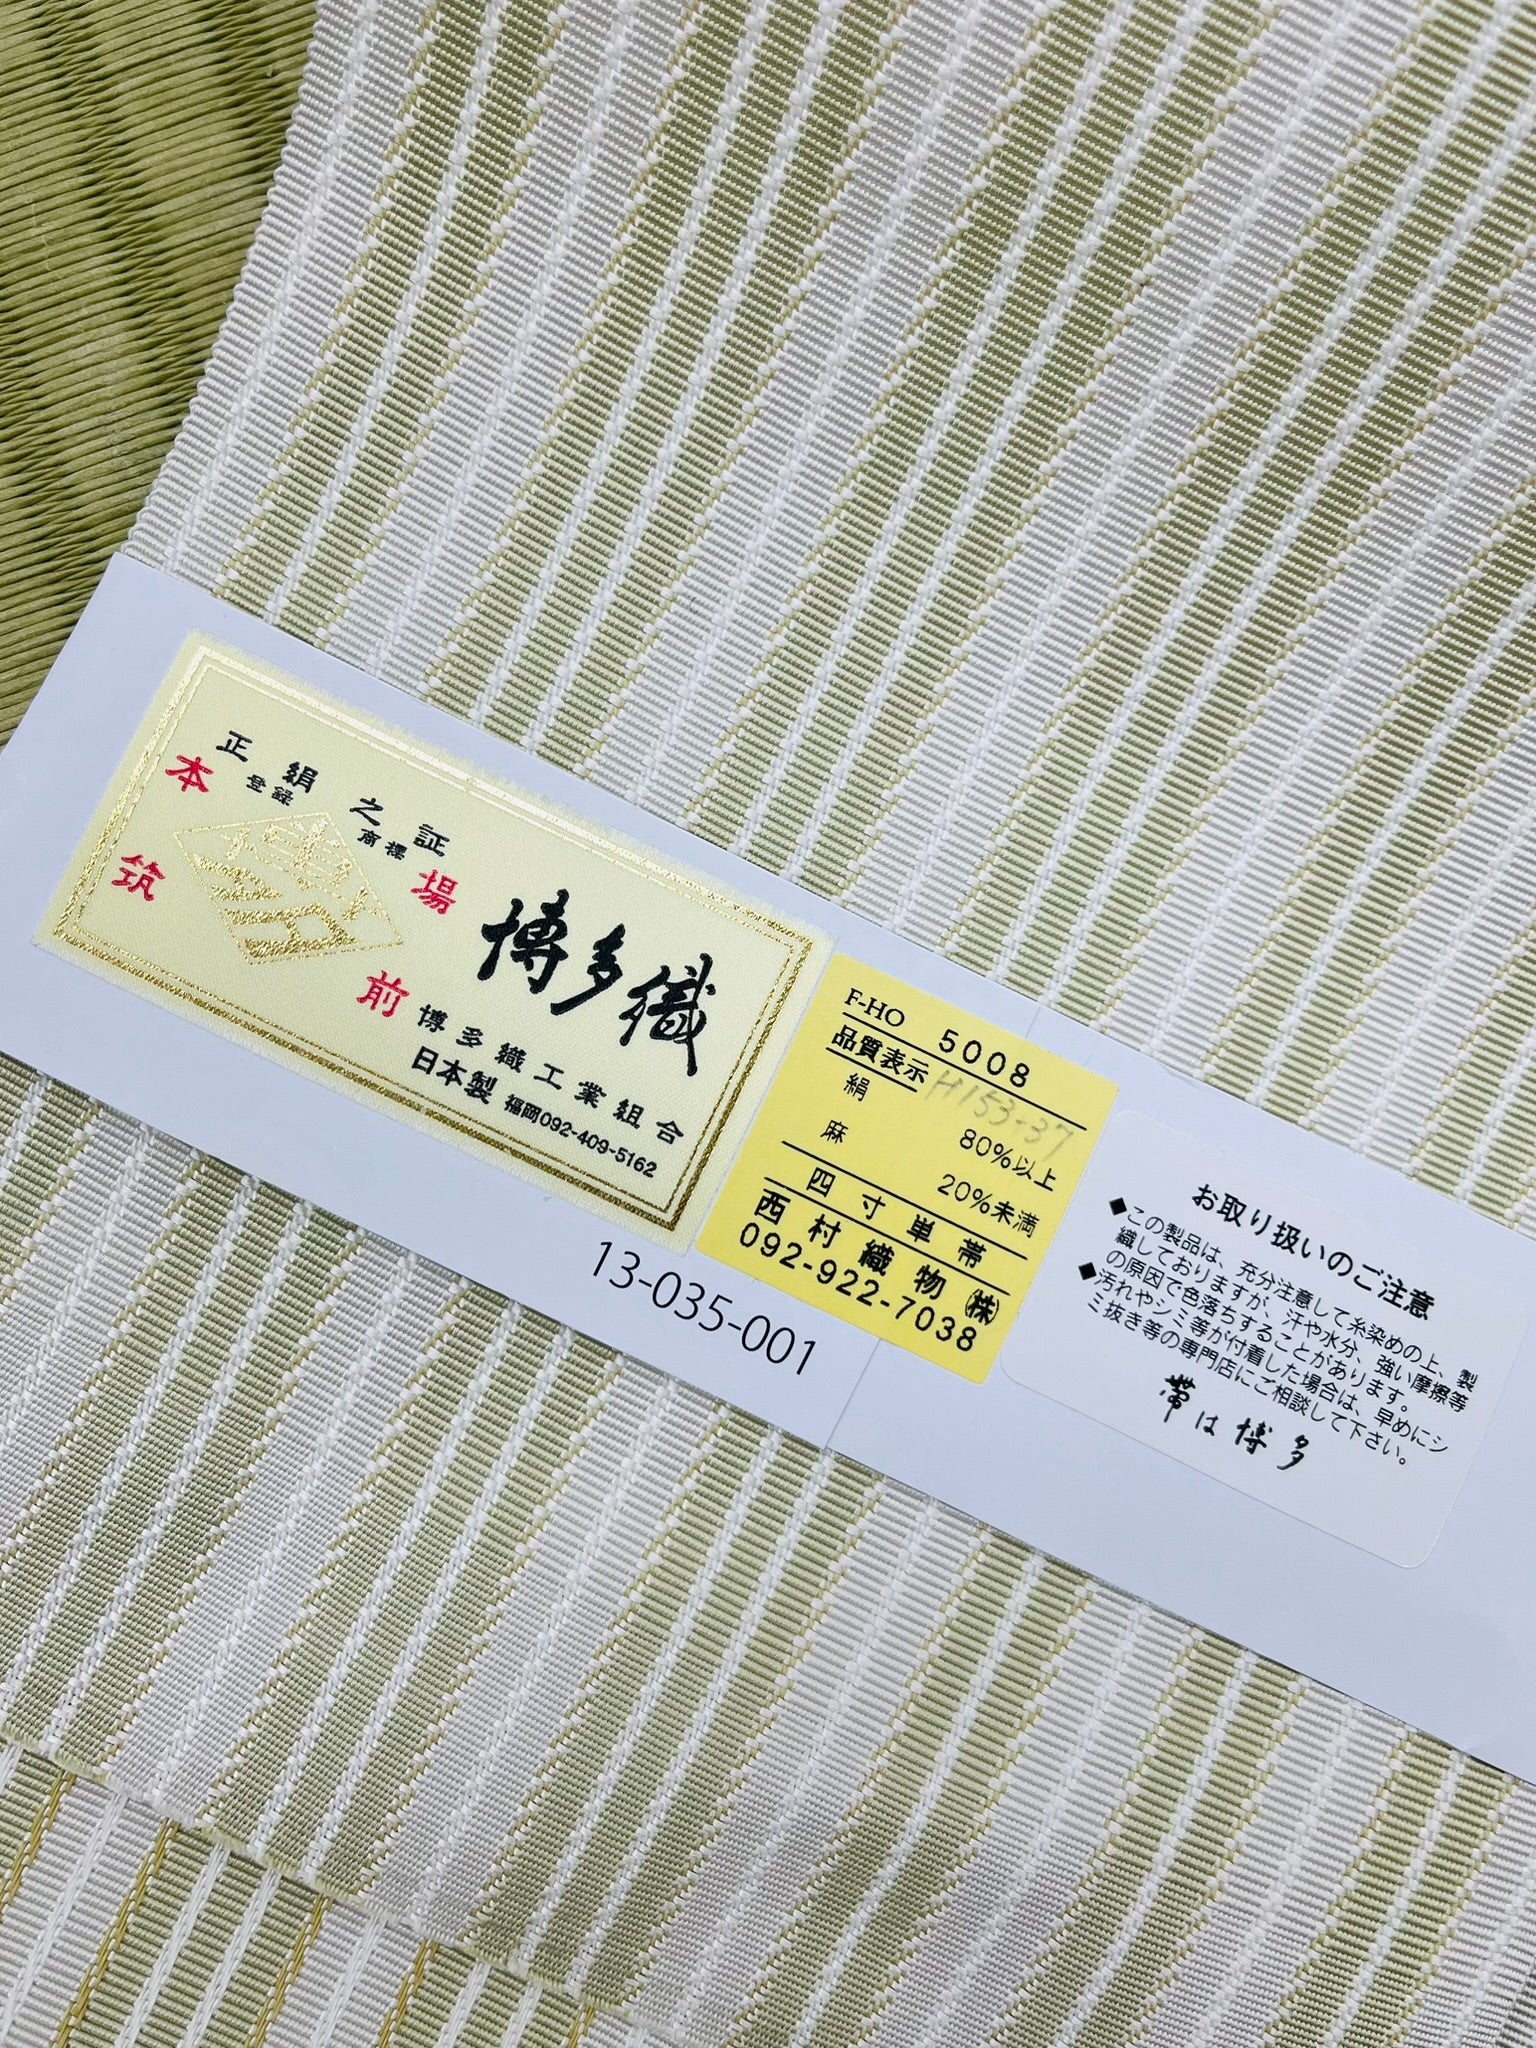 正絹之証
登録商標
本場
筑前
博多
博多織
博多織工業組合
日本製 福岡092-409-5162
13-035-001
F-HO 5008
品質表示 H153+37
絹 80%以上
麻 20%未満
四寸単帯
西村織物㈱
092-922-7038
お取り扱いのご注意
◆この製品は、充分注意して糸染めの上、製
織しておりますが、汗や水分、強い摩擦等
の原因で色落ちすることがあります。
◆汚れやシミ等が付着した場合は、早めにシ
ミ抜き等の専門店にご相談して下さい。
帯は博多